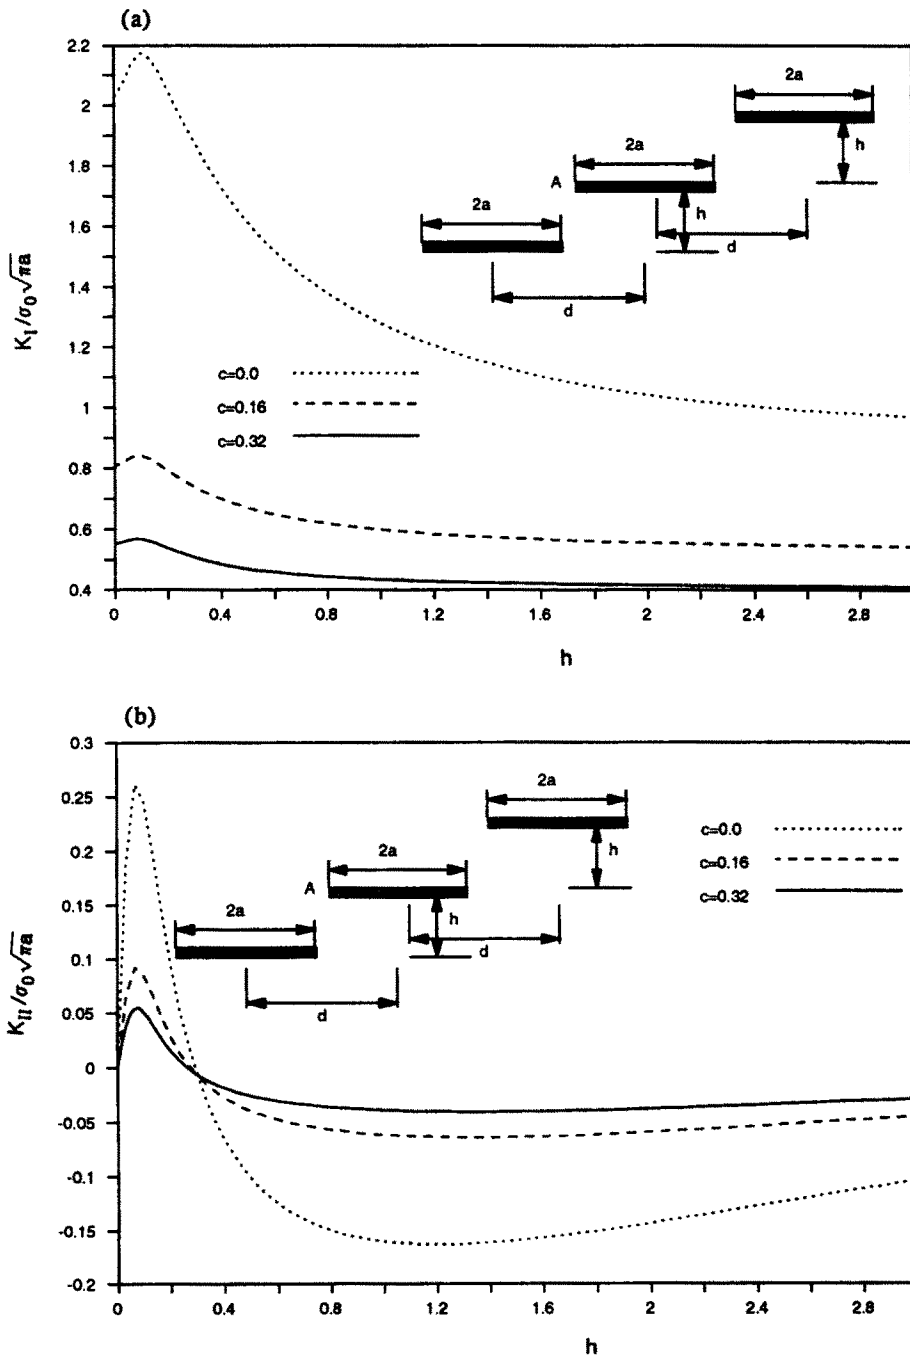 (a)
2.2
2
1.8
1.6
1.4
1.2
1
0.8
0.6
0.4
K_I/σ_0√πa
2a
h
2a
A
h
d
2a
d
c=0.0
c=0.16
c=0.32
0 0.4 0.8 1.2 1.6 2 2.4 2.8
h
(b)
0.3
0.25
0.2
0.15
0.1
0.05
0
-0.05
-0.1
-0.15
-0.2
K_II/σ_0√πa
2a
h
2a
A
h
d
2a
d
c=0.0
c=0.16
c=0.32
0 0.4 0.8 1.2 1.6 2 2.4 2.8
h